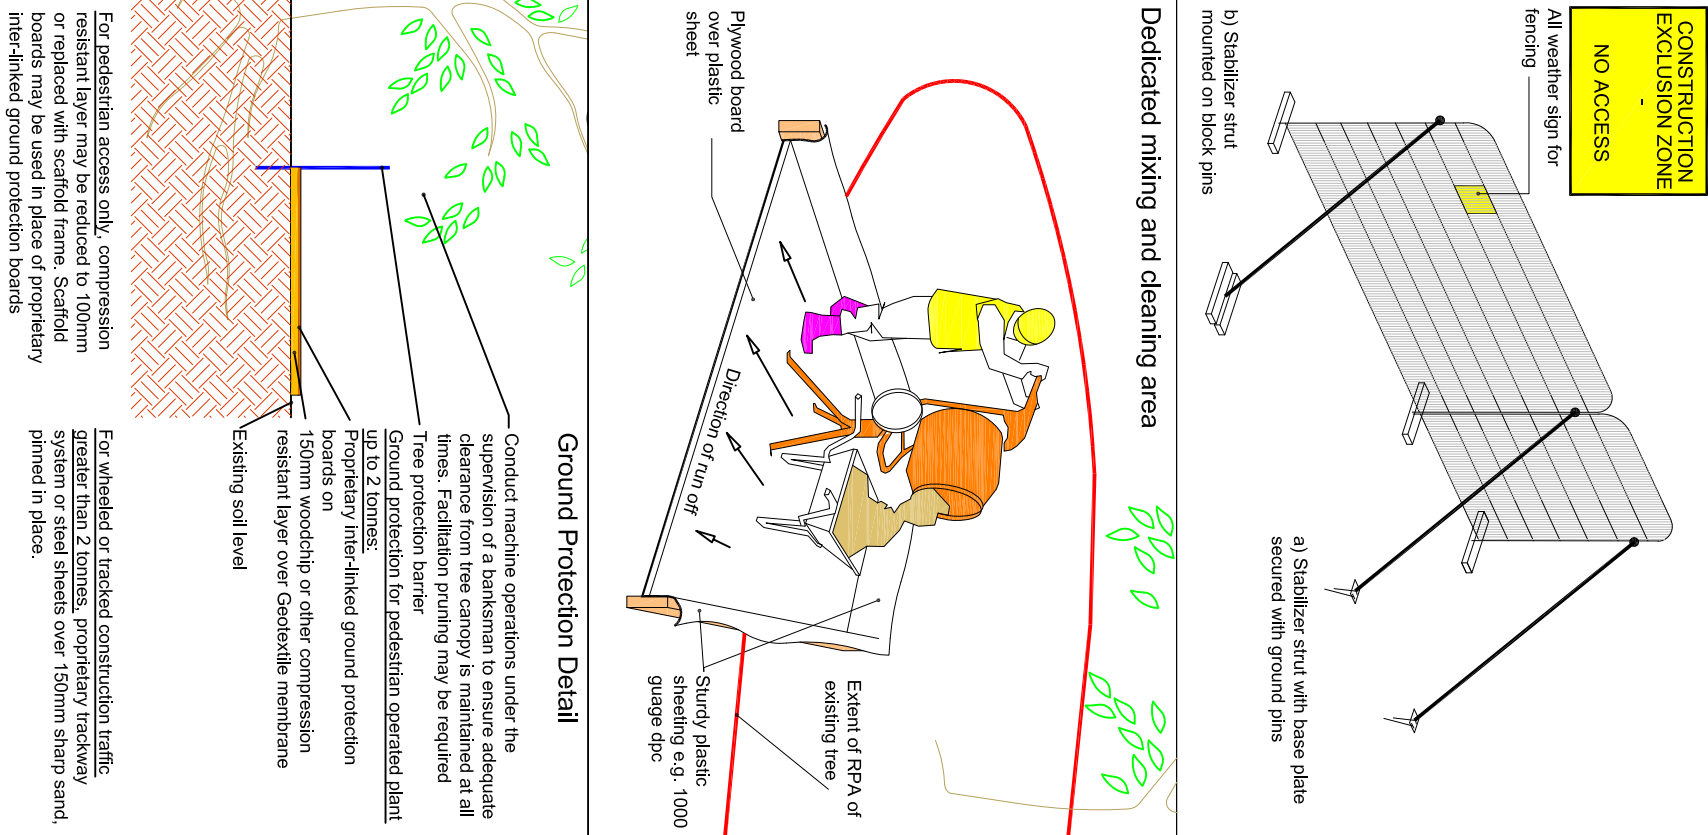 CONSTRUCTION
EXCLUSION ZONE
-
NO ACCESS
All weather sign for
fencing
b) Stabilizer strut
mounted on block pins
a) Stabilizer strut with base plate
secured with ground pins
Dedicated mixing and cleaning area
Plywood board
over plastic
sheet
Direction of run off
Extent of RPA of
existing tree
Sturdy plastic
sheeting e.g. 1000
guage dpc
Ground Protection Detail
Conduct machine operations under the
supervision of a banksman to ensure adequate
clearance from tree canopy is maintained at all
times. Facilitation pruning may be required
Tree protection barrier
Ground protection for pedestrian operated plant
up to 2 tonnes:
Proprietary inter-linked ground protection
boards on
150mm woodchip or other compression
resistant layer over Geotextile membrane
Existing soil level
For pedestrian access only, compression
resistant layer may be reduced to 100mm
or replaced with scaffold frame. Scaffold
boards may be used in place of proprietary
inter-linked ground protection boards
For wheeled or tracked construction traffic
greater than 2 tonnes, proprietary trackway
system or steel sheets over 150mm sharp sand,
pinned in place.